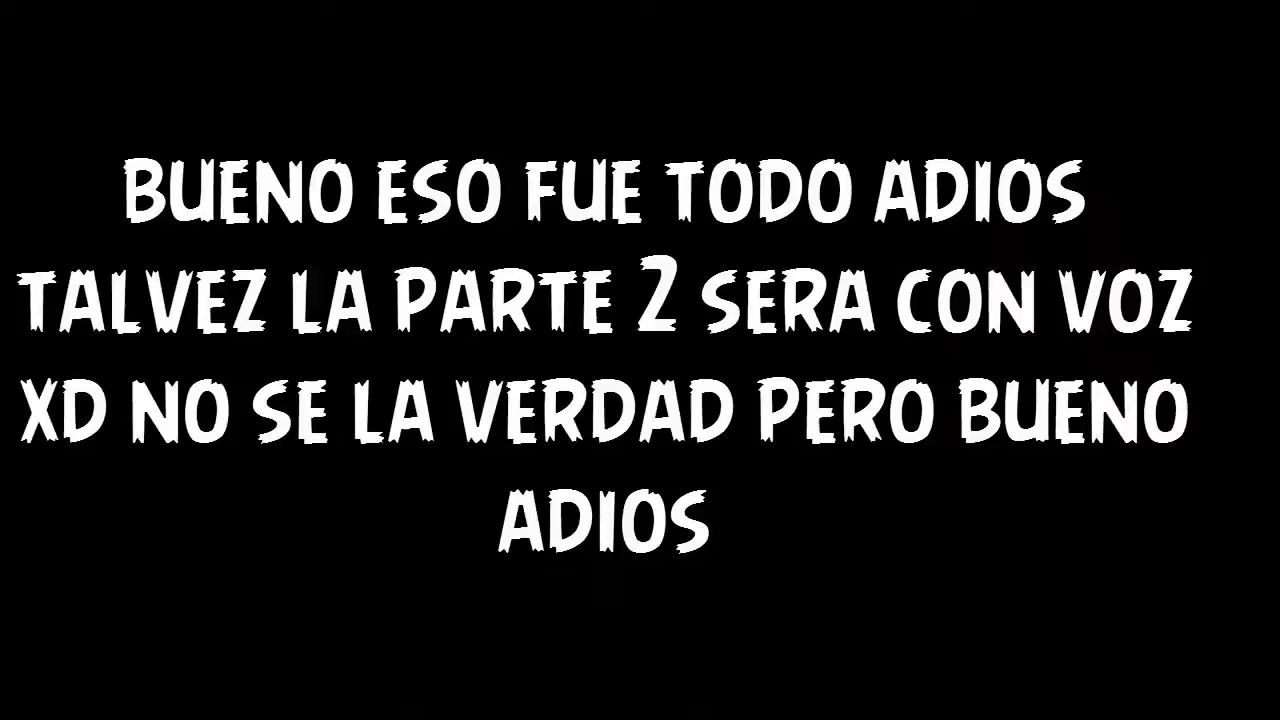 BUENO ESO FUE TODO ADIOS
TALVEZ LA PARTE 2 SERA CON VOZ
XD NO SE LA VERDAD PERO BUENO
ADIOS